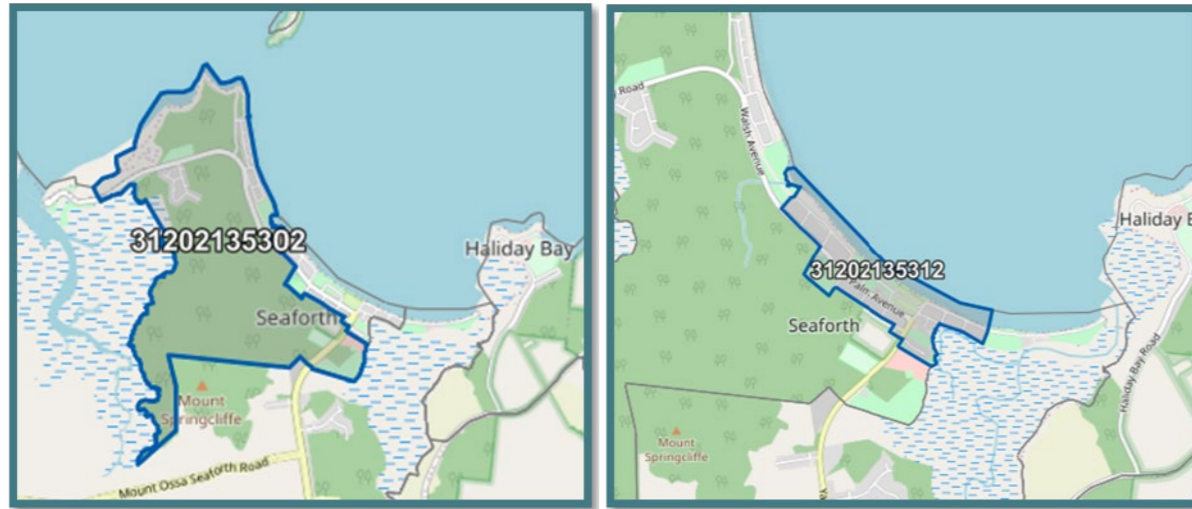 31202135302
Haliday Bay
Seaforth
Mount
Springcliffe
Mount Ossa Seaforth Road
Road
Walsh Avenue
Haliday B
31202135312
Palm Avenue
Seaforth
Haliday Bay Road
Mount
Springcliffe
Ya